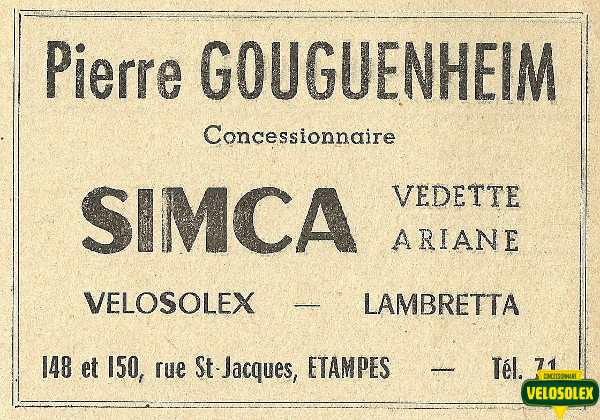 Pierre GOUGUENHEIM
Concessionnaire
SIMCA
VEDETTE
ARIANE
VELOSOLEX — LAMBRETTA
148 et 150, rue St-Jacques, ETAMPES — Tél. 71
CONCESSIONNAIRE
VELOSOLEX